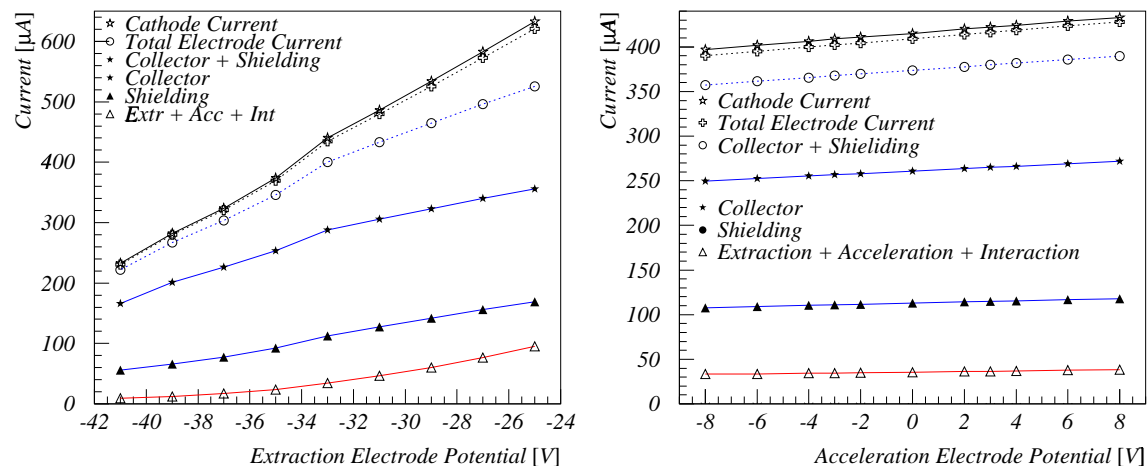 Current [µA]
600
500
400
300
200
100
0
Cathode Current
Total Electrode Current
Collector + Shielding
Collector
Shielding
Extr + Acc + Int
-42 -40 -38 -36 -34 -32 -30 -28 -26 -24
Extraction Electrode Potential [V]
Current [µA]
400
350
300
250
200
150
100
50
0
Cathode Current
Total Electrode Current
Collector + Shieliding
Collector
Shielding
Extraction + Acceleration + Interaction
-8 -6 -4 -2 0 2 4 6 8
Acceleration Electrode Potential [V]